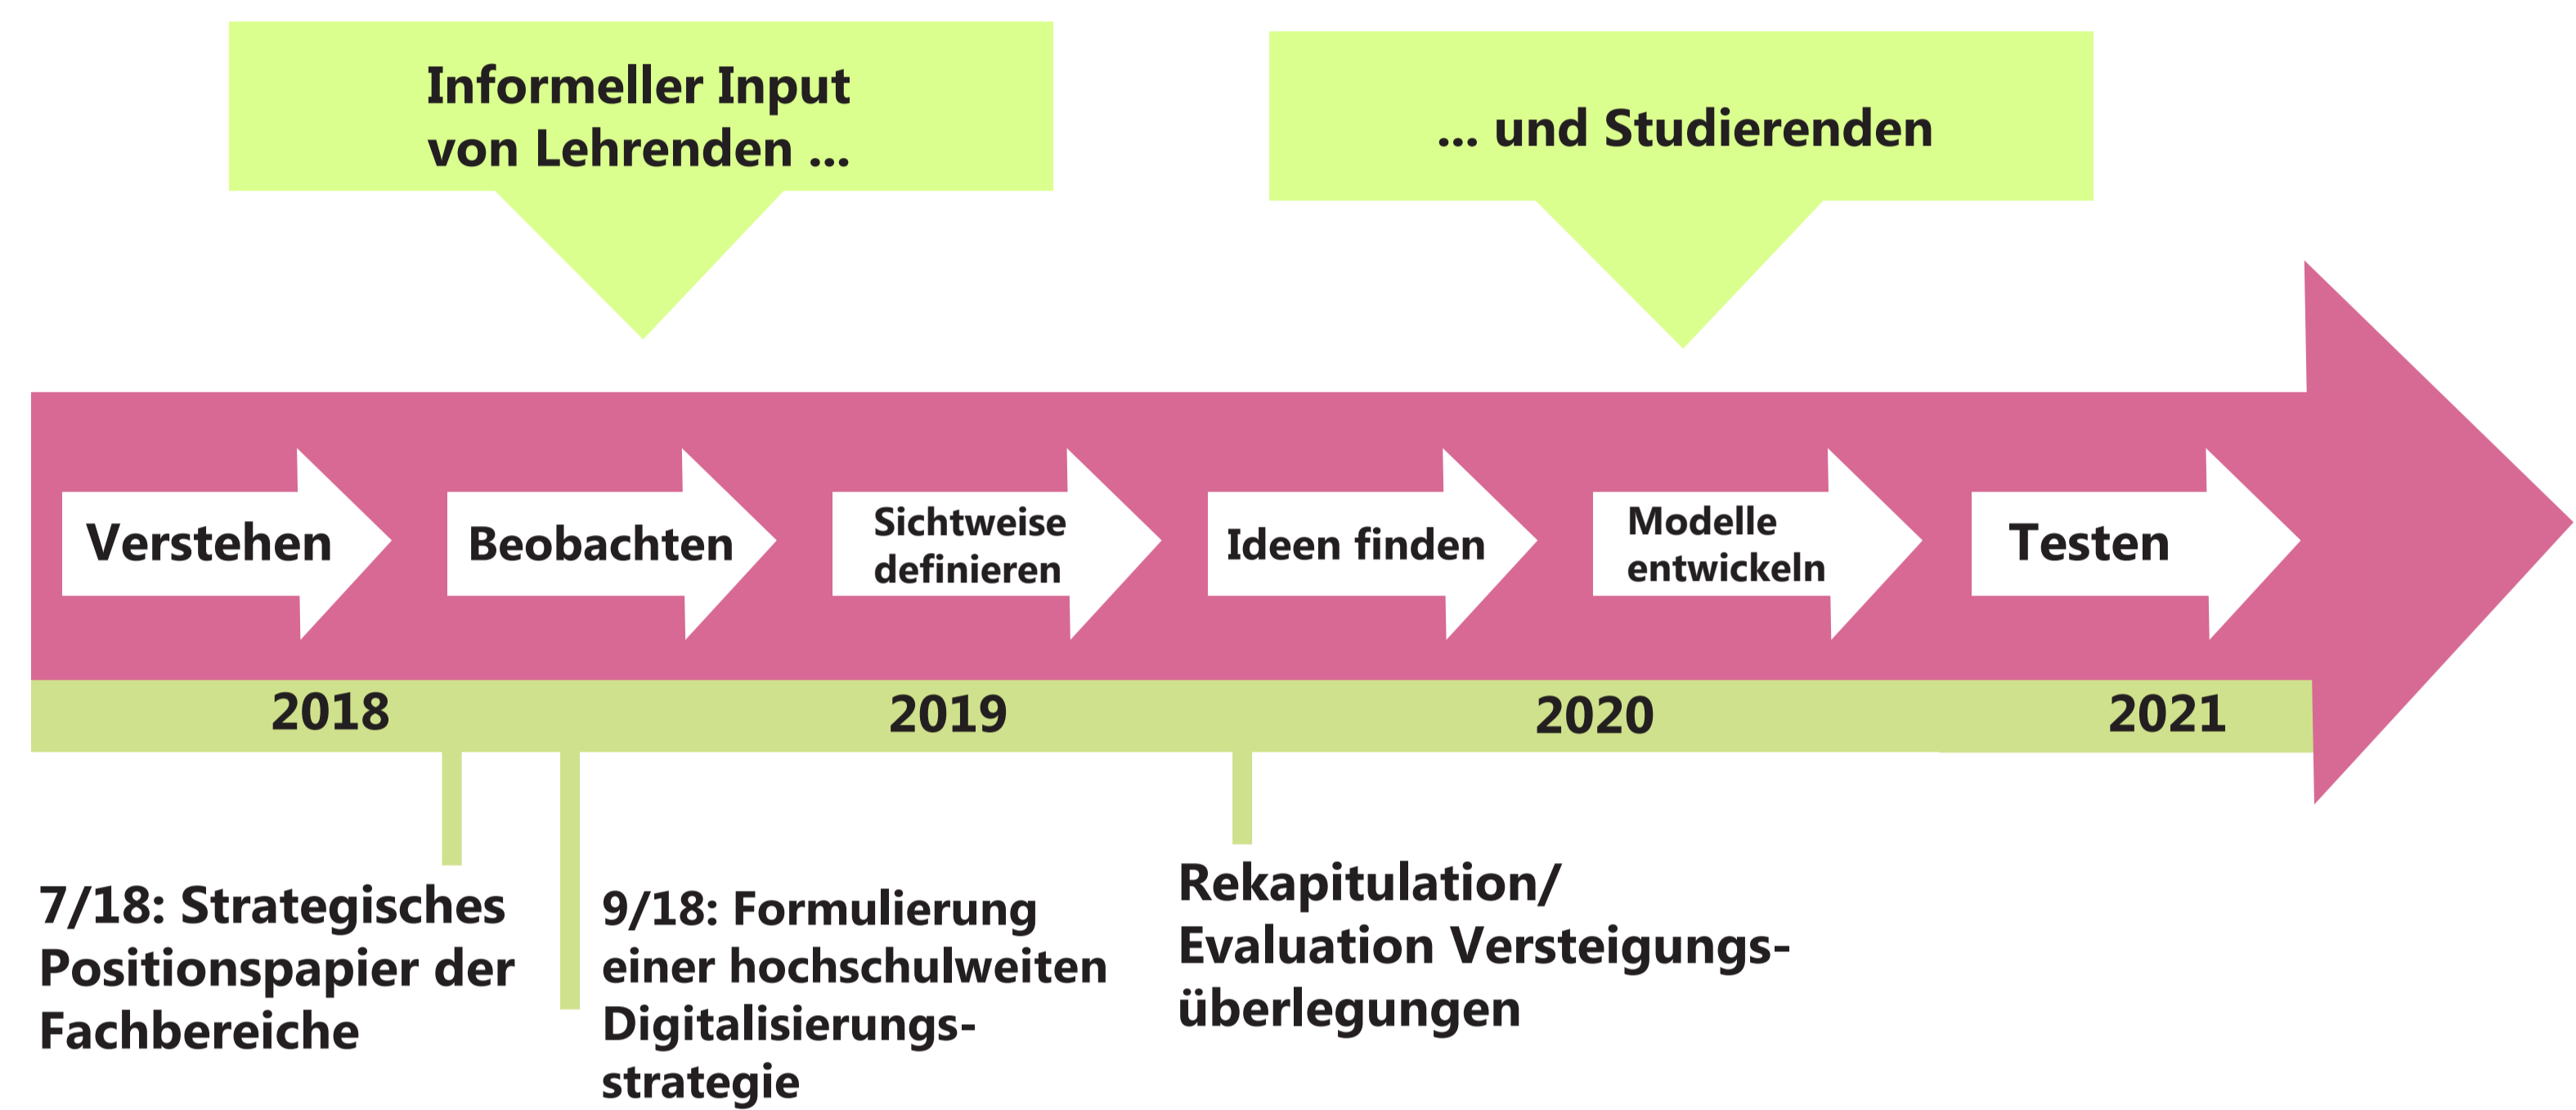 Informeller Input
von Lehrenden ...
... und Studierenden
Verstehen
Beobachten
Sichtweise
definieren
Ideen finden
Modelle
entwickeln
Testen
2018
2019
2020
2021
7/18: Strategisches
Positionspapier der
Fachbereiche
9/18: Formulierung
einer hochschulweiten
Digitalisierungs-
strategie
Rekapitulation/
Evaluation Versteigungs-
überlegungen